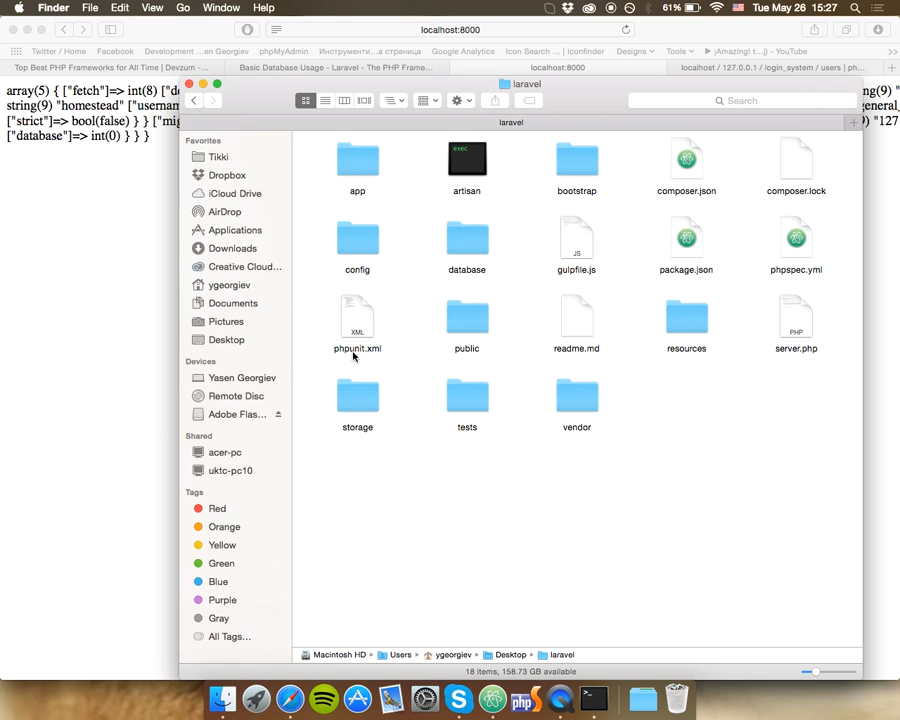 Finder File Edit View Go Window Help 61% Tue May 26 15:27
localhost:8000
Twitter / Home Facebook Development ...en Georgiev phpMyAdmin Инструменти...а страница Google Analytics Icon Search ... | Iconfinder Designs Tools ▶ ¡Amazing! t...j) - YouTube
Top Best PHP Frameworks for All Time | Devzum -... Basic Database Usage - Laravel - The PHP Frame... localhost:8000 localhost / 127.0.0.1 / login_system / users | ph...
array(5) { ["fetch"]=> int(8) ["de
string(9) "homestead" ["usernam
["strict"]=> bool(false) } } ["mig
["database"]=> int(0) } } }
ng(9) "
general_
) "127
laravel
Search
laravel
Favorites
Tikki
Dropbox
iCloud Drive
AirDrop
Applications
Downloads
Creative Cloud...
ygeorgiev
Documents
Pictures
Desktop
Devices
Yasen Georgiev
Remote Disc
Adobe Flas...
Shared
acer-pc
uktc-pc10
Tags
Red
Orange
Yellow
Green
Blue
Purple
Gray
All Tags...
exec
app artisan bootstrap composer.json composer.lock
JS
config database gulpfile.js package.json phpspec.yml
XML PHP
phpunit.xml public readme.md resources server.php
storage tests vendor
Macintosh HD Users ygeorgiev Desktop laravel
18 items, 158.73 GB available
php